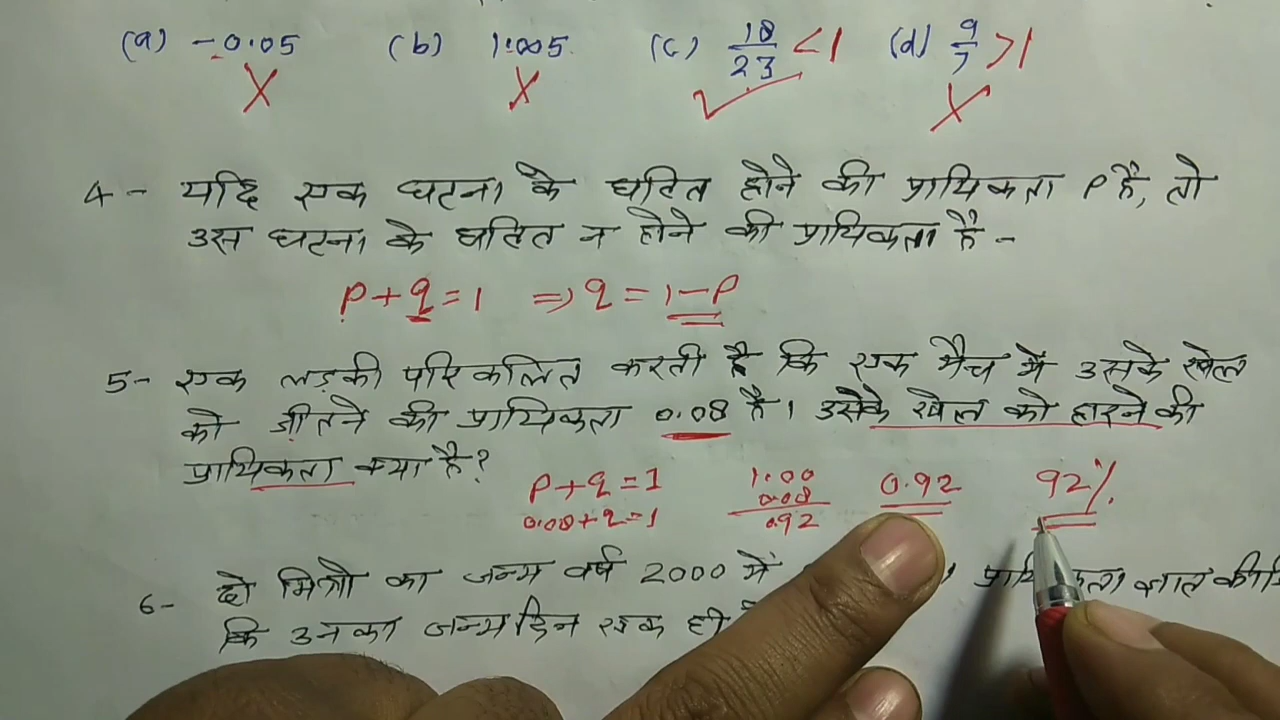 (a) -0.05 (b) 1.005 (c) 18/23 < 1 (d) 9/7 > 1
4- यदि एक घटना के घटित होने की प्रायिकता P है, तो
उस घटना के घटित न होने की प्रायिकता है -
P + q = 1 ⇒ q = 1 - P
5- एक लड़की परिकलित करती है कि एक मैच में उसके खेल
को जीतने की प्रायिकता 0.08 है। उसके खेल को हारने की
प्रायिकता क्या है?
P + q = 1 1.00 0.92 92%
0.08 + q = 1 0.08
0.92
6- दो मित्रो का जन्म वर्ष 2000 में ज्ञात
कि उनका जन्मदिन एक ही